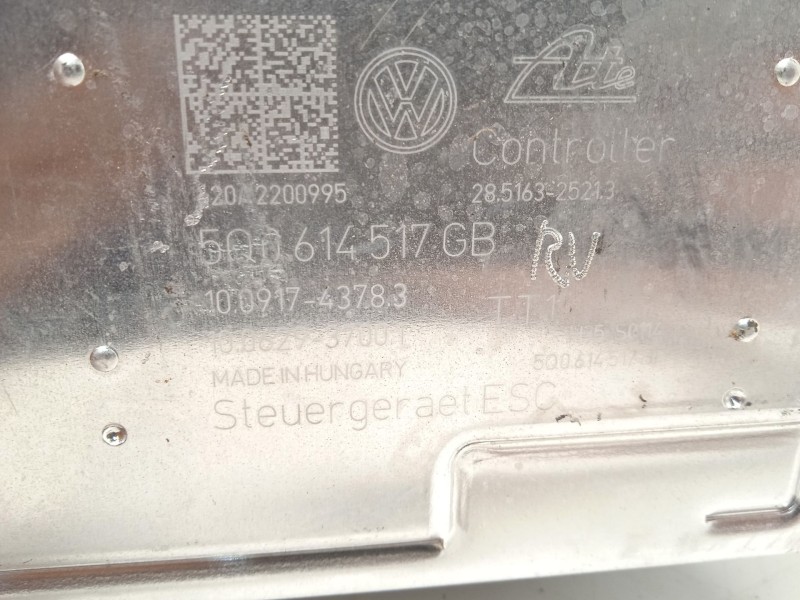 Ate
Controller
2200995
28.5163-2521.3
5Q0 614 517 GB
RV
10.0917-4378.3
MADE IN HUNGARY
Steuergeraet ESC